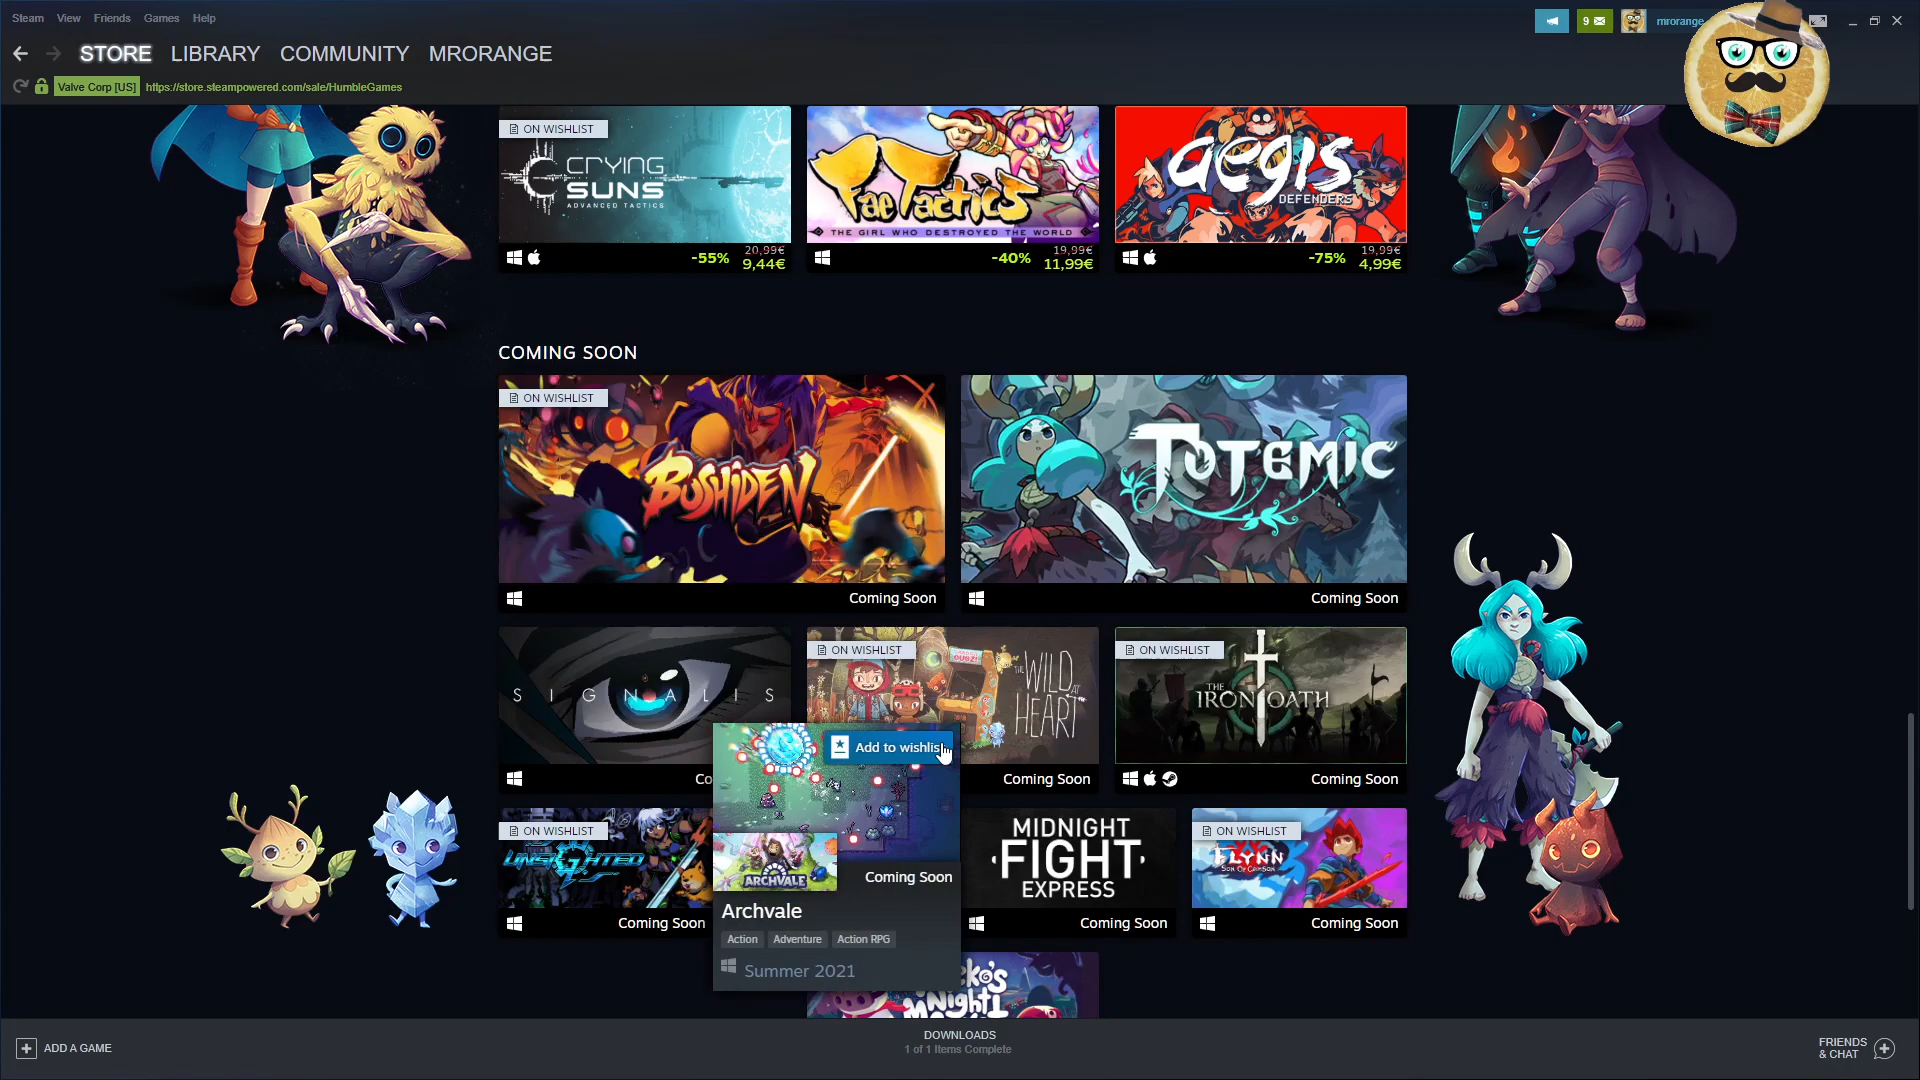 Steam View Friends Games Help
9
mrorange
STORE LIBRARY COMMUNITY MRORANGE
Valve Corp [US] https://store.steampowered.com/sale/HumbleGames
ON WISHLIST
CRYING
SUNS
ADVANCED TACTICS
-55% 20,99€
9,44€
Fae Tactics
THE GIRL WHO DESTROYED THE WORLD
-40% 19,99€
11,99€
aegis
DEFENDERS
-75% 19,99€
4,99€
COMING SOON
ON WISHLIST
BUSHIDEN
Coming Soon
TOTEMIC
Coming Soon
SIGNALIS
Co
ON WISHLIST
THE
WILD
AT
HEART
Coming Soon
ON WISHLIST
THE
IRON OATH
Coming Soon
Add to wishlis
ARCHVALE
Coming Soon
Archvale
Action Adventure Action RPG
Summer 2021
ON WISHLIST
UNSIGHTED
Coming Soon
MIDNIGHT
FIGHT
EXPRESS
Coming Soon
ON WISHLIST
FLYNN
SON OF CRIMSON
Coming Soon
ko's
Night
ADD A GAME
DOWNLOADS
1 of 1 Items Complete
FRIENDS
& CHAT